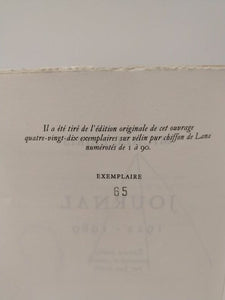 Il a été tiré de l'édition originale de cet ouvrage
quatre-vingt-dix exemplaires sur vélin pur chiffon de Lana
numérotés de 1 à 90.
EXEMPLAIRE
65
JOURNAL